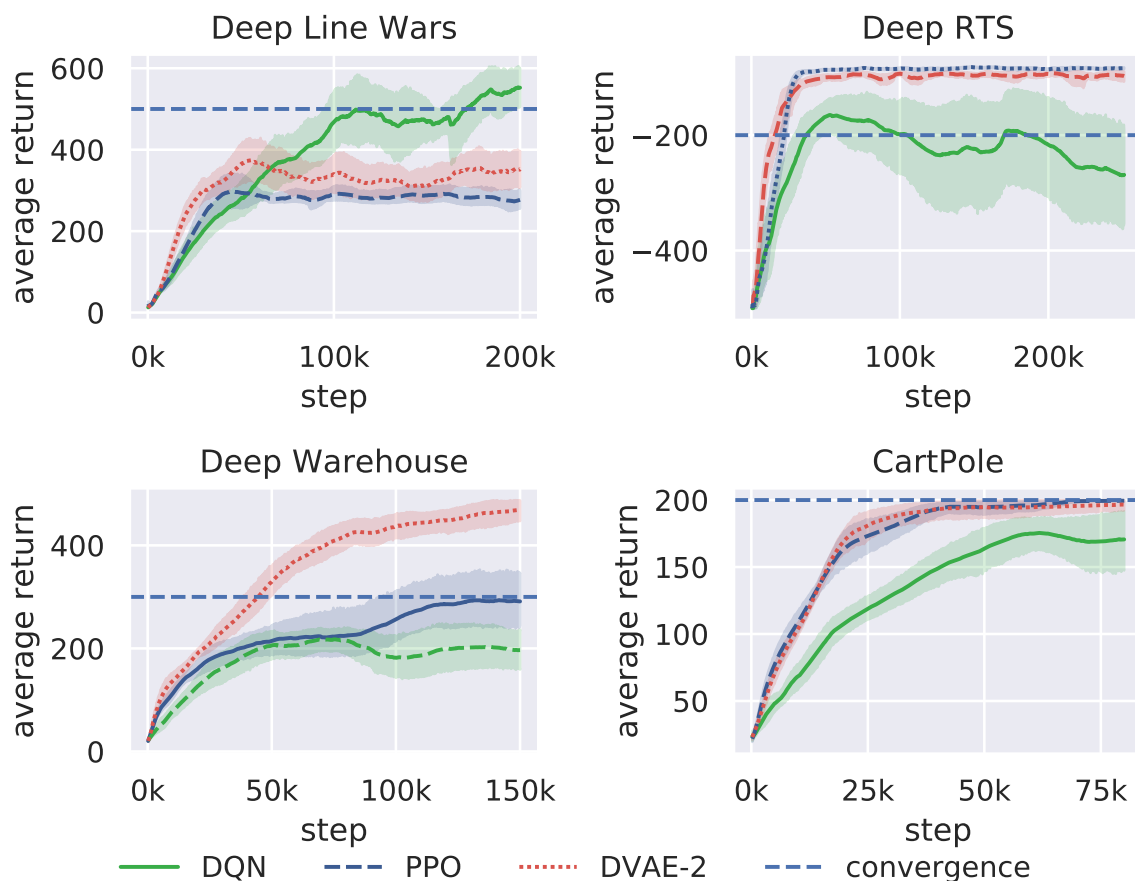 Deep Line Wars
average return
600
400
200
0
0k 100k 200k
step
Deep RTS
average return
−200
−400
0k 100k 200k
step
Deep Warehouse
average return
400
200
0
0k 50k 100k 150k
step
CartPole
average return
200
150
100
50
0k 25k 50k 75k
step
DQN PPO DVAE-2 convergence